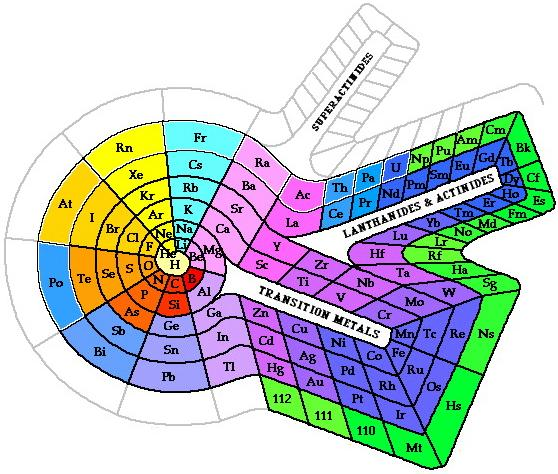 SUPERACTINIDES
Rn
Fr
Ra
Xe
Cs
Ba
Ac
Th
Pa
U
Np
Pu
Am
Cm
Bk
Kr
Rb
Sr
La
Ce
Pr
Nd
Pm
Sm
Eu
Gd
Tb
Cf
At
I
Br
Ar
K
Ca
Y
LANTHANIDES & ACTINIDES
Dy
Ho
Es
Cl
Ne
Na
Mg
Sc
Lu
Yb
Tm
Er
Fm
F
He
Li
Be
Zr
Hf
Lr
No
Md
Rf
Po
Te
Se
S
O
H
Ti
Nb
Ta
Ha
N
C
B
Al
TRANSITION METALS
V
Mo
W
Sg
As
P
Si
Ga
Zn
Cr
Sb
Ge
In
Cd
Cu
Ni
Mn
Tc
Re
Ns
Bi
Sn
Tl
Hg
Ag
Co
Fe
Pb
Au
Pd
Rh
Ru
Os
112
111
Pt
Ir
Hs
110
Mt